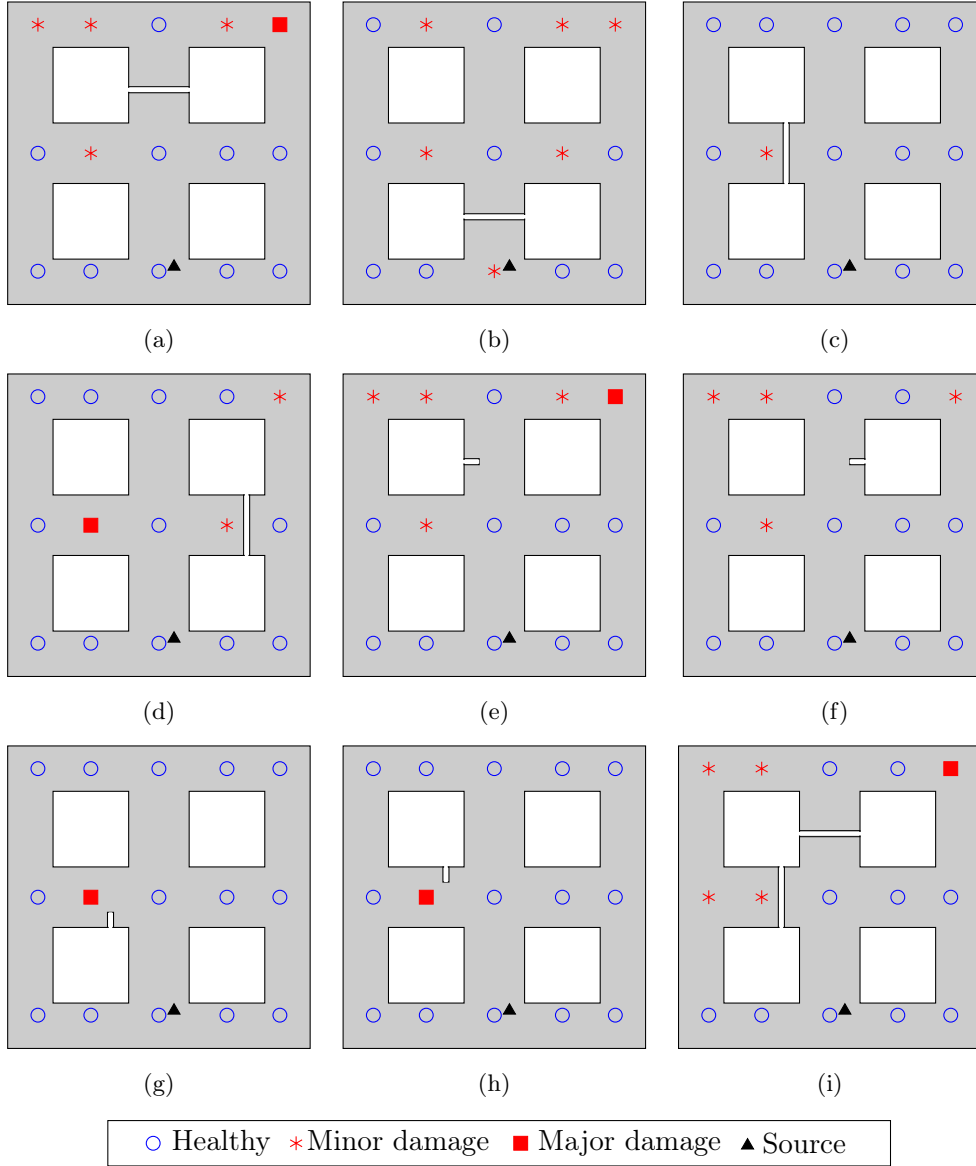 (a) (b) (c)
(d) (e) (f)
(g) (h) (i)
Healthy Minor damage Major damage Source